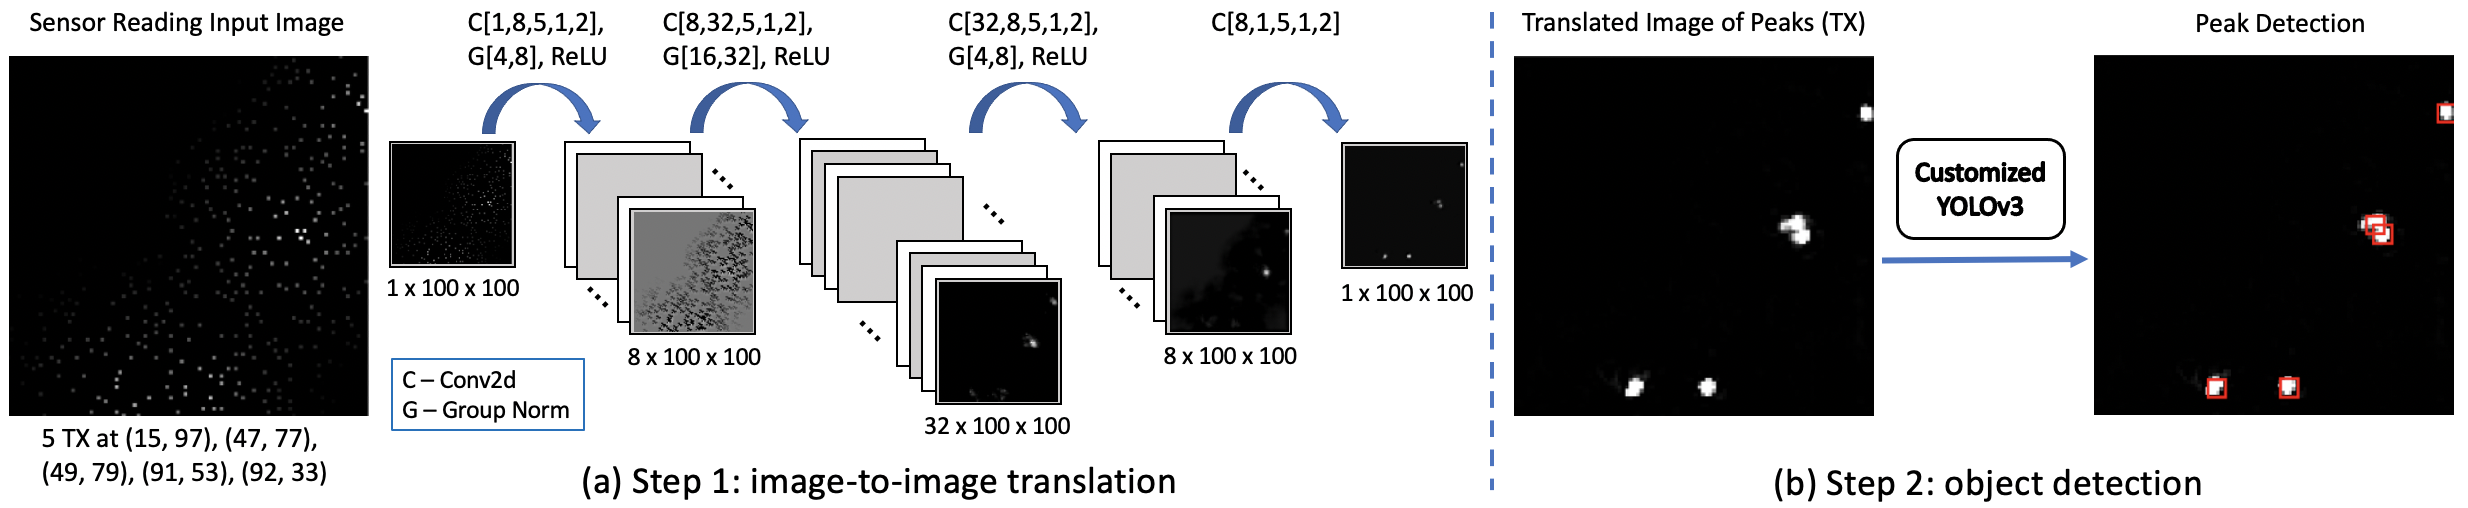 Sensor Reading Input Image
5 TX at (15, 97), (47, 77),
(49, 79), (91, 53), (92, 33)
C[1,8,5,1,2],
G[4,8], ReLU
C[8,32,5,1,2],
G[16,32], ReLU
C[32,8,5,1,2],
G[4,8], ReLU
C[8,1,5,1,2]
1 x 100 x 100
8 x 100 x 100
32 x 100 x 100
8 x 100 x 100
1 x 100 x 100
C – Conv2d
G – Group Norm
(a) Step 1: image-to-image translation
Translated Image of Peaks (TX)
Customized
YOLOv3
Peak Detection
(b) Step 2: object detection